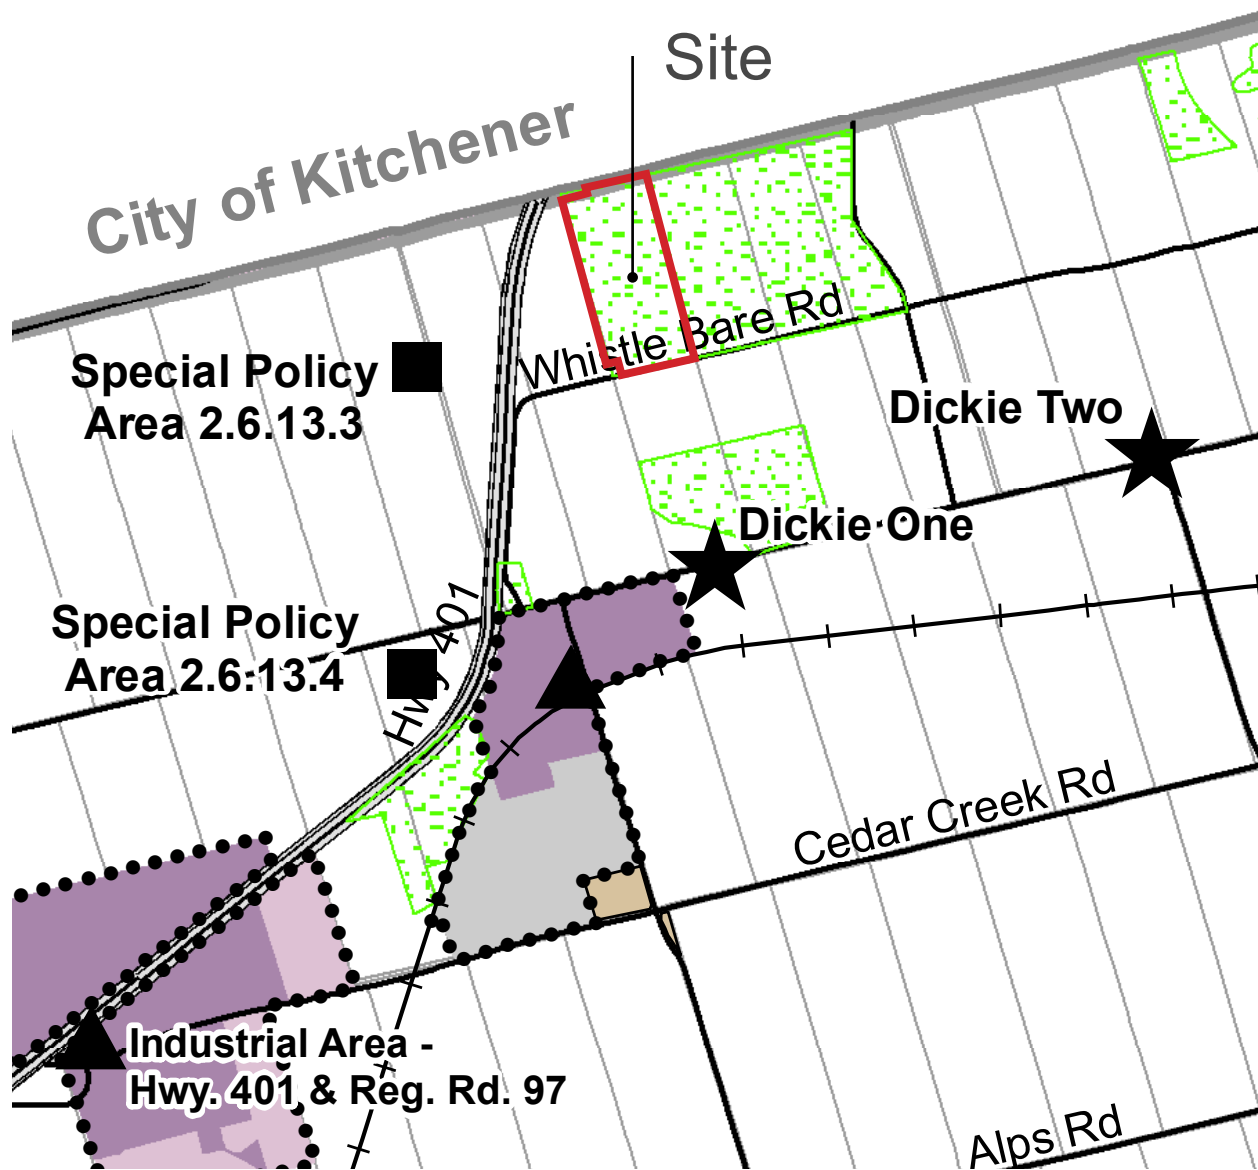 Site
City of Kitchener
Whistle Bare Rd
Special Policy
Area 2.6.13.3
Dickie Two
Dickie One
Hwy 401
Special Policy
Area 2.6.13.4
Cedar Creek Rd
Industrial Area -
Hwy. 401 & Reg. Rd. 97
Alps Rd